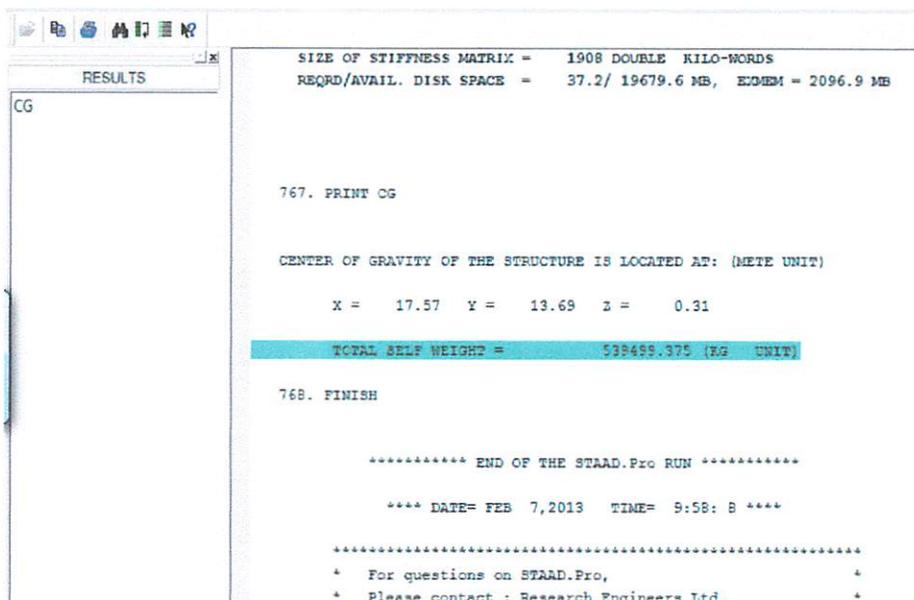 SIZE OF STIFFNESS MATRIX = 1908 DOUBLE KILO-WORDS
REQRD/AVAIL. DISK SPACE = 37.2/ 19679.6 MB, EXMEM = 2096.9 MB
RESULTS
CG
767. PRINT CG
CENTER OF GRAVITY OF THE STRUCTURE IS LOCATED AT: (METE UNIT)
X = 17.57 Y = 13.69 Z = 0.31
TOTAL SELF WEIGHT = 539499.375 (KG UNIT)
768. FINISH
*********** END OF THE STAAD.Pro RUN ***********
**** DATE= FEB 7,2013 TIME= 9:58: 8 ****
************************************************************
* For questions on STAAD.Pro, *
* Please contact : Research Engineers Ltd *